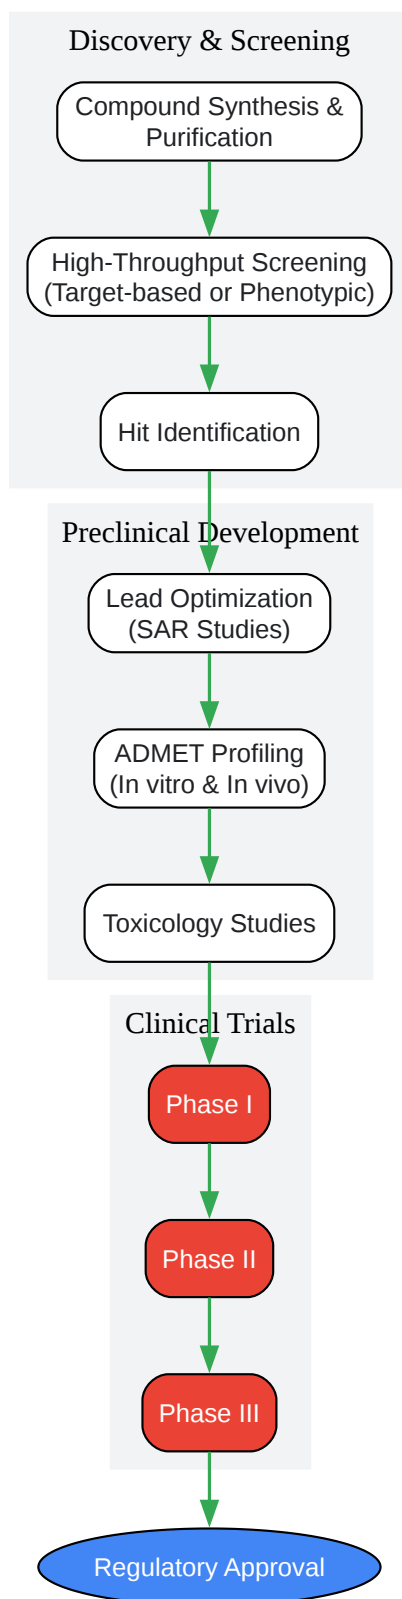 Discovery & Screening
Compound Synthesis &
Purification
High-Throughput Screening
(Target-based or Phenotypic)
Hit Identification
Preclinical Development
Lead Optimization
(SAR Studies)
ADMET Profiling
(In vitro & In vivo)
Toxicology Studies
Clinical Trials
Phase I
Phase II
Phase III
Regulatory Approval